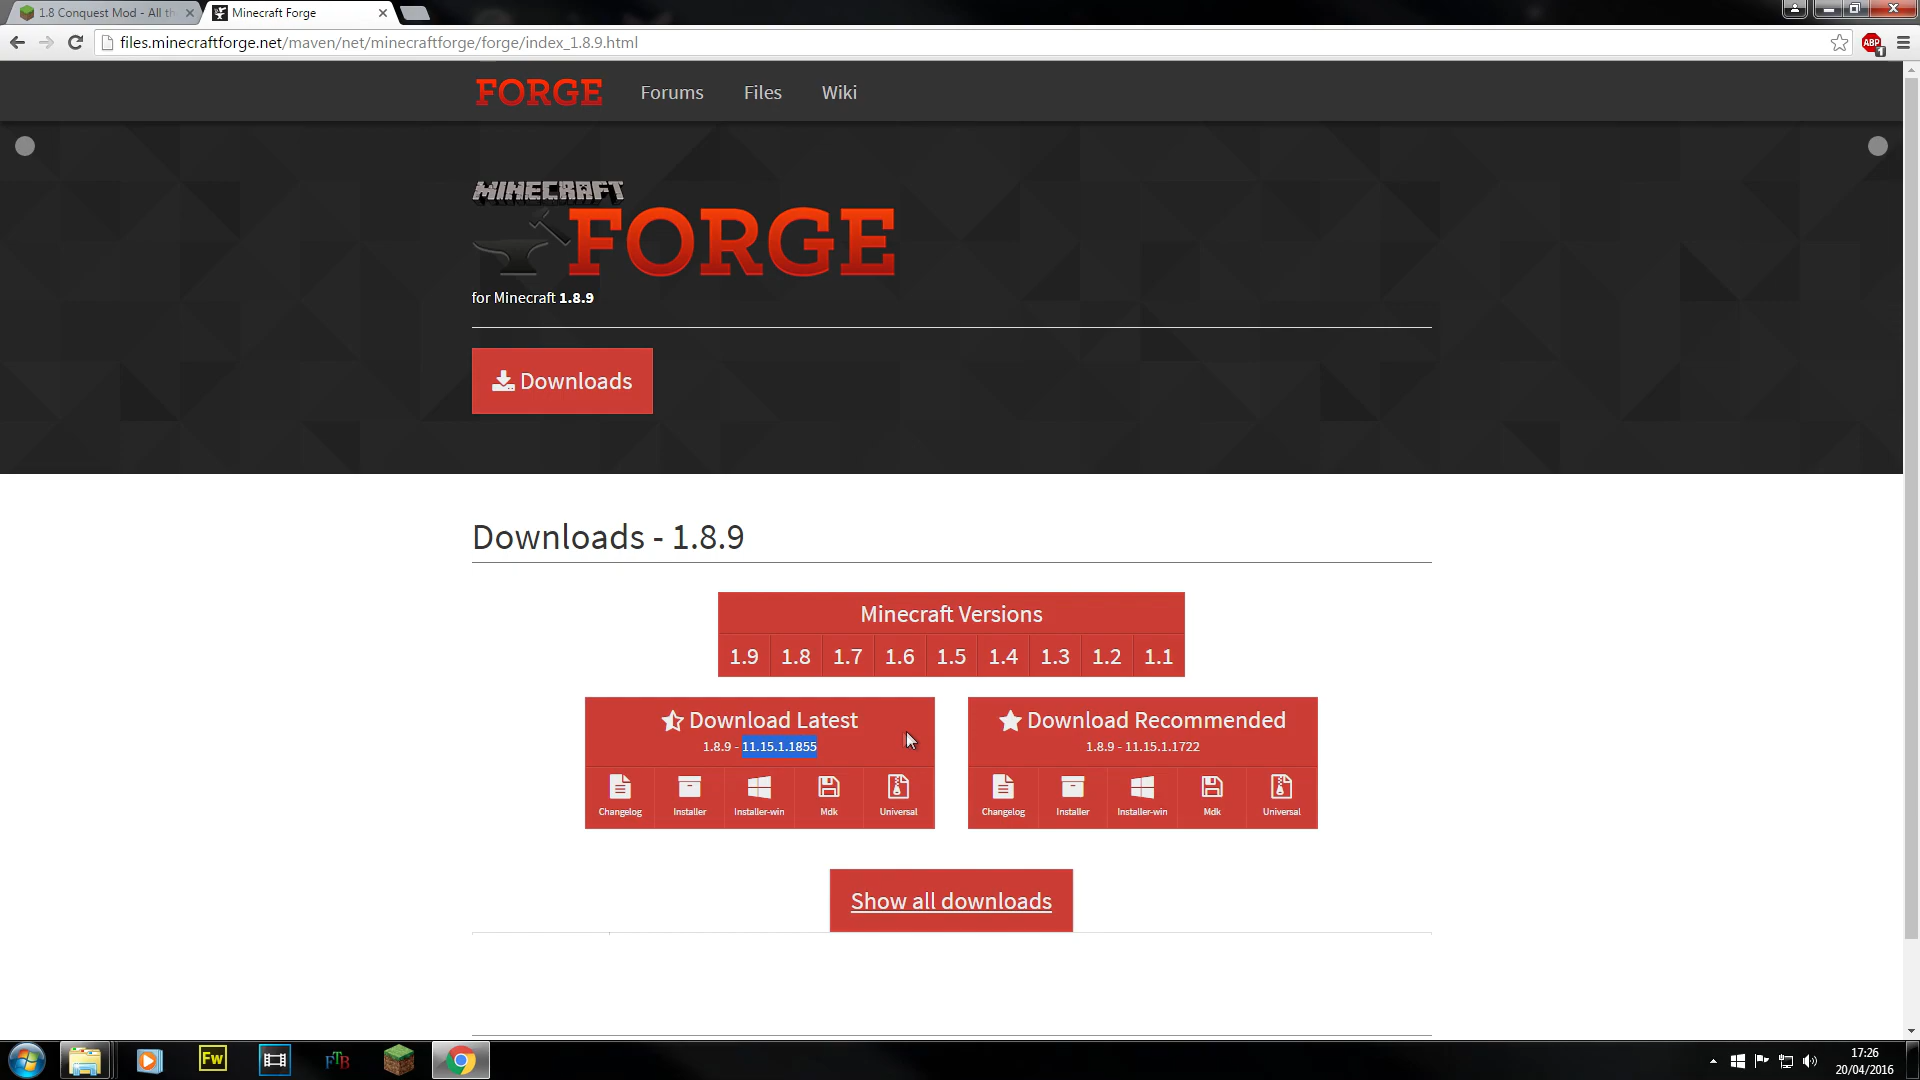 1.8 Conquest Mod - All th
Minecraft Forge
files.minecraftforge.net/maven/net/minecraftforge/forge/index_1.8.9.html
ABP
1
FORGE
Forums
Files
Wiki
MINECRAFT
FORGE
for Minecraft 1.8.9
Downloads
Downloads - 1.8.9
Minecraft Versions
1.9 1.8 1.7 1.6 1.5 1.4 1.3 1.2 1.1
Download Latest
1.8.9 - 11.15.1.1855
Changelog Installer Installer-win Mdk Universal
Download Recommended
1.8.9 - 11.15.1.1722
Changelog Installer Installer-win Mdk Universal
Show all downloads
Fw
FTB
17:26
20/04/2016